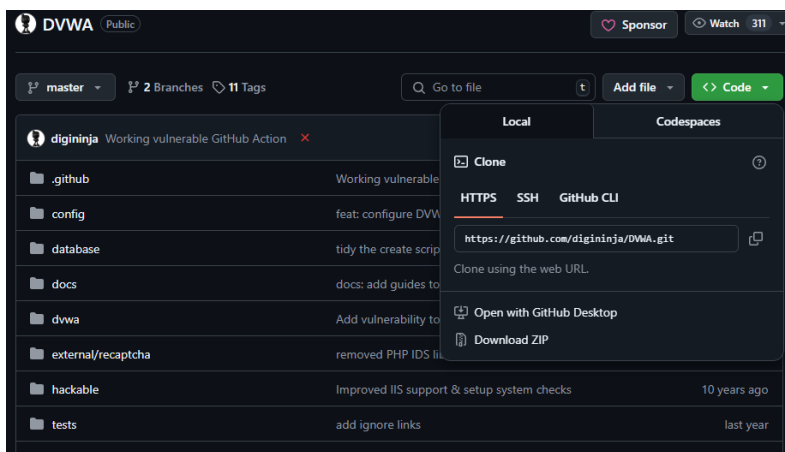 DVWA Public Sponsor Watch 311
master 2 Branches 11 Tags Go to file t Add file <> Code
Local Codespaces
digininja Working vulnerable GitHub Action
Clone
.github Working vulnerable
HTTPS SSH GitHub CLI
config feat: configure DVW
https://github.com/digininja/DVWA.git
database tidy the create scrip
Clone using the web URL.
docs docs: add guides to
Open with GitHub Desktop
dvwa Add vulnerability to
Download ZIP
external/recaptcha removed PHP IDS
hackable Improved IIS support & setup system checks 10 years ago
tests add ignore links last year